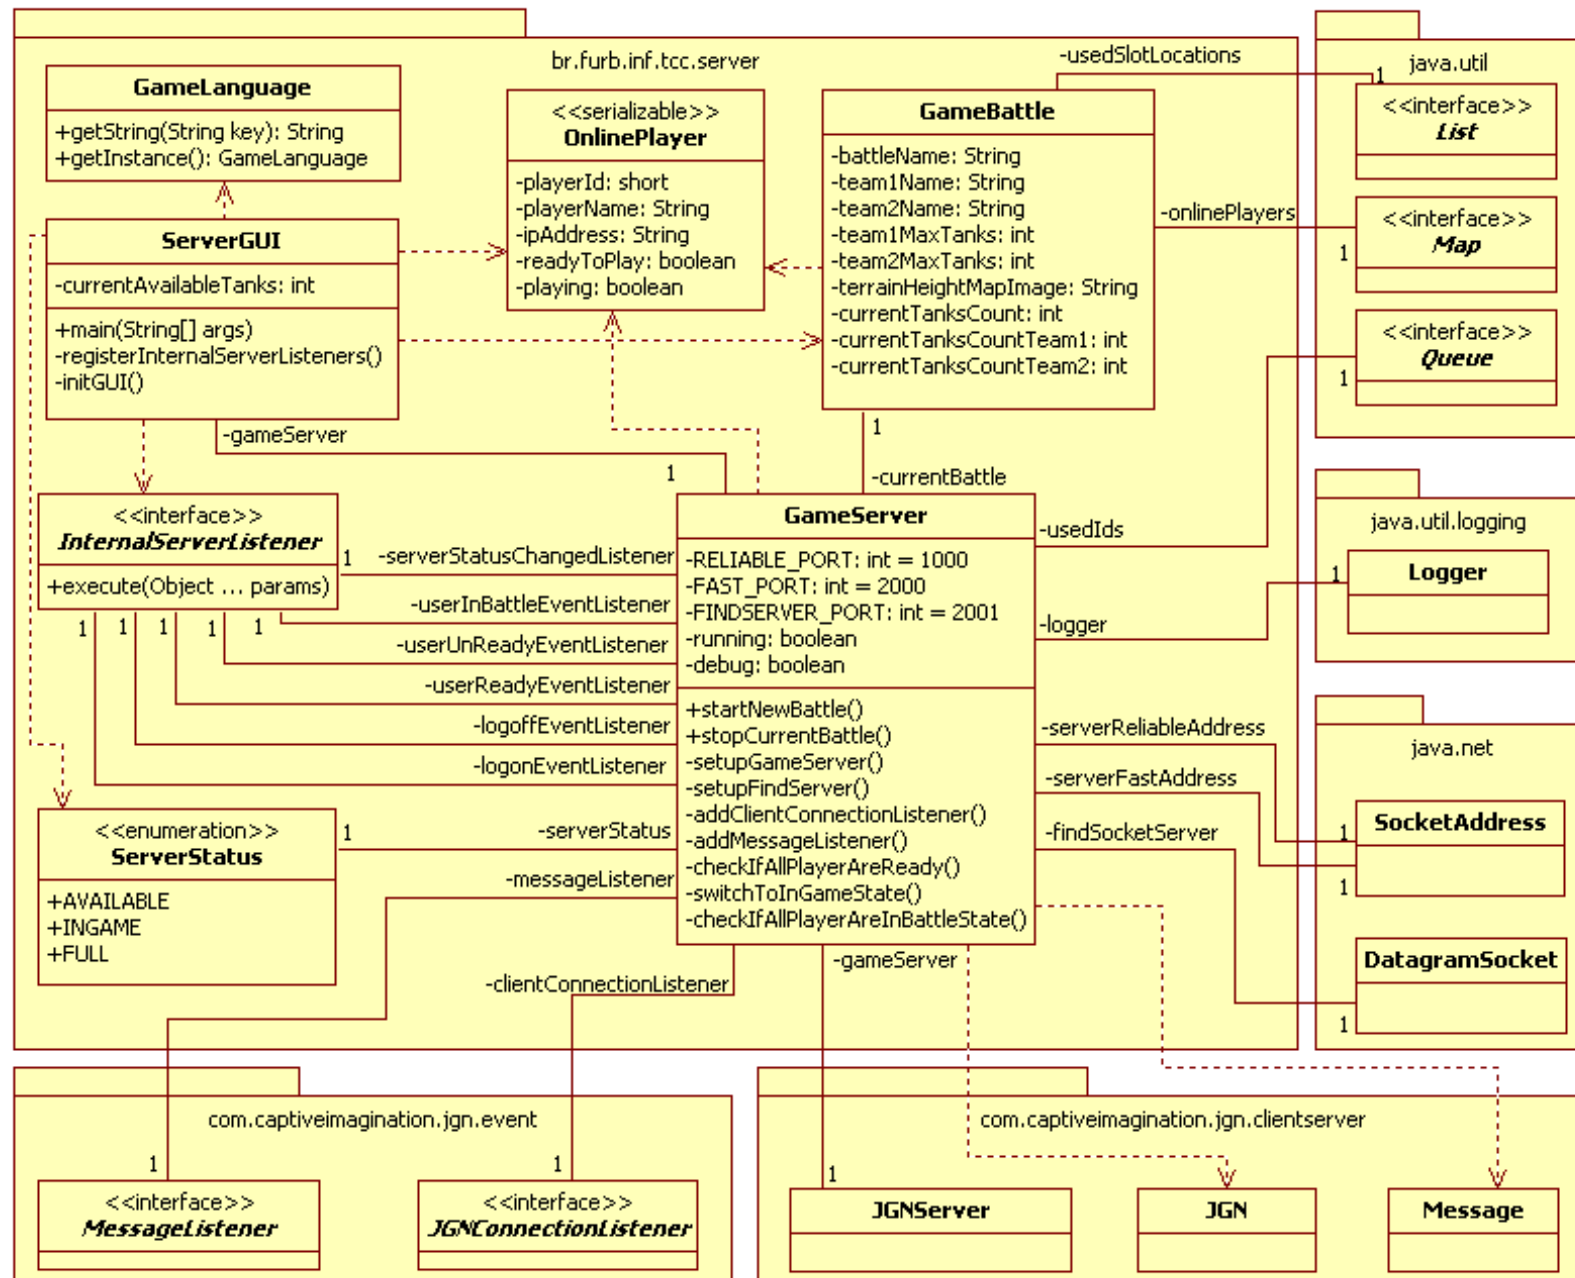 br.furb.inf.tcc.server
GameLanguage
+getString(String key): String
+getInstance(): GameLanguage
<<serializable>>
OnlinePlayer
-playerId: short
-playerName: String
-ipAddress: String
-readyToPlay: boolean
-playing: boolean
GameBattle
-battleName: String
-team1Name: String
-team2Name: String
-team1MaxTanks: int
-team2MaxTanks: int
-terrainHeightMapImage: String
-currentTanksCount: int
-currentTanksCountTeam1: int
-currentTanksCountTeam2: int
-usedSlotLocations
1
-onlinePlayers
1
java.util
<<interface>>
List
<<interface>>
Map
<<interface>>
Queue
1
ServerGUI
-currentAvailableTanks: int
+main(String[] args)
-registerInternalServerListeners()
-initGUI()
-gameServer
1
1
-currentBattle
<<interface>>
InternalServerListener
+execute(Object ... params)
1
-serverStatusChangedListener
-userInBattleEventListener
-userUnReadyEventListener
-userReadyEventListener
-logoffEventListener
-logonEventListener
1
1
1
1
1
GameServer
-RELIABLE_PORT: int = 1000
-FAST_PORT: int = 2000
-FINDSERVER_PORT: int = 2001
-running: boolean
-debug: boolean
+startNewBattle()
+stopCurrentBattle()
-setupGameServer()
-setupFindServer()
-addClientConnectionListener()
-addMessageListener()
-checkIfAllPlayerAreReady()
-switchToInGameState()
-checkIfAllPlayerAreInBattleState()
-usedIds
-logger
1
java.util.logging
Logger
-serverReliableAddress
-serverFastAddress
-findSocketServer
java.net
SocketAddress
1
1
DatagramSocket
1
<<enumeration>>
ServerStatus
+AVAILABLE
+INGAME
+FULL
1
-serverStatus
-messageListener
-clientConnectionListener
-gameServer
com.captiveimagination.jgn.event
1
<<interface>>
MessageListener
1
<<interface>>
JGNConnectionListener
com.captiveimagination.jgn.clientserver
1
JGNServer
JGN
Message